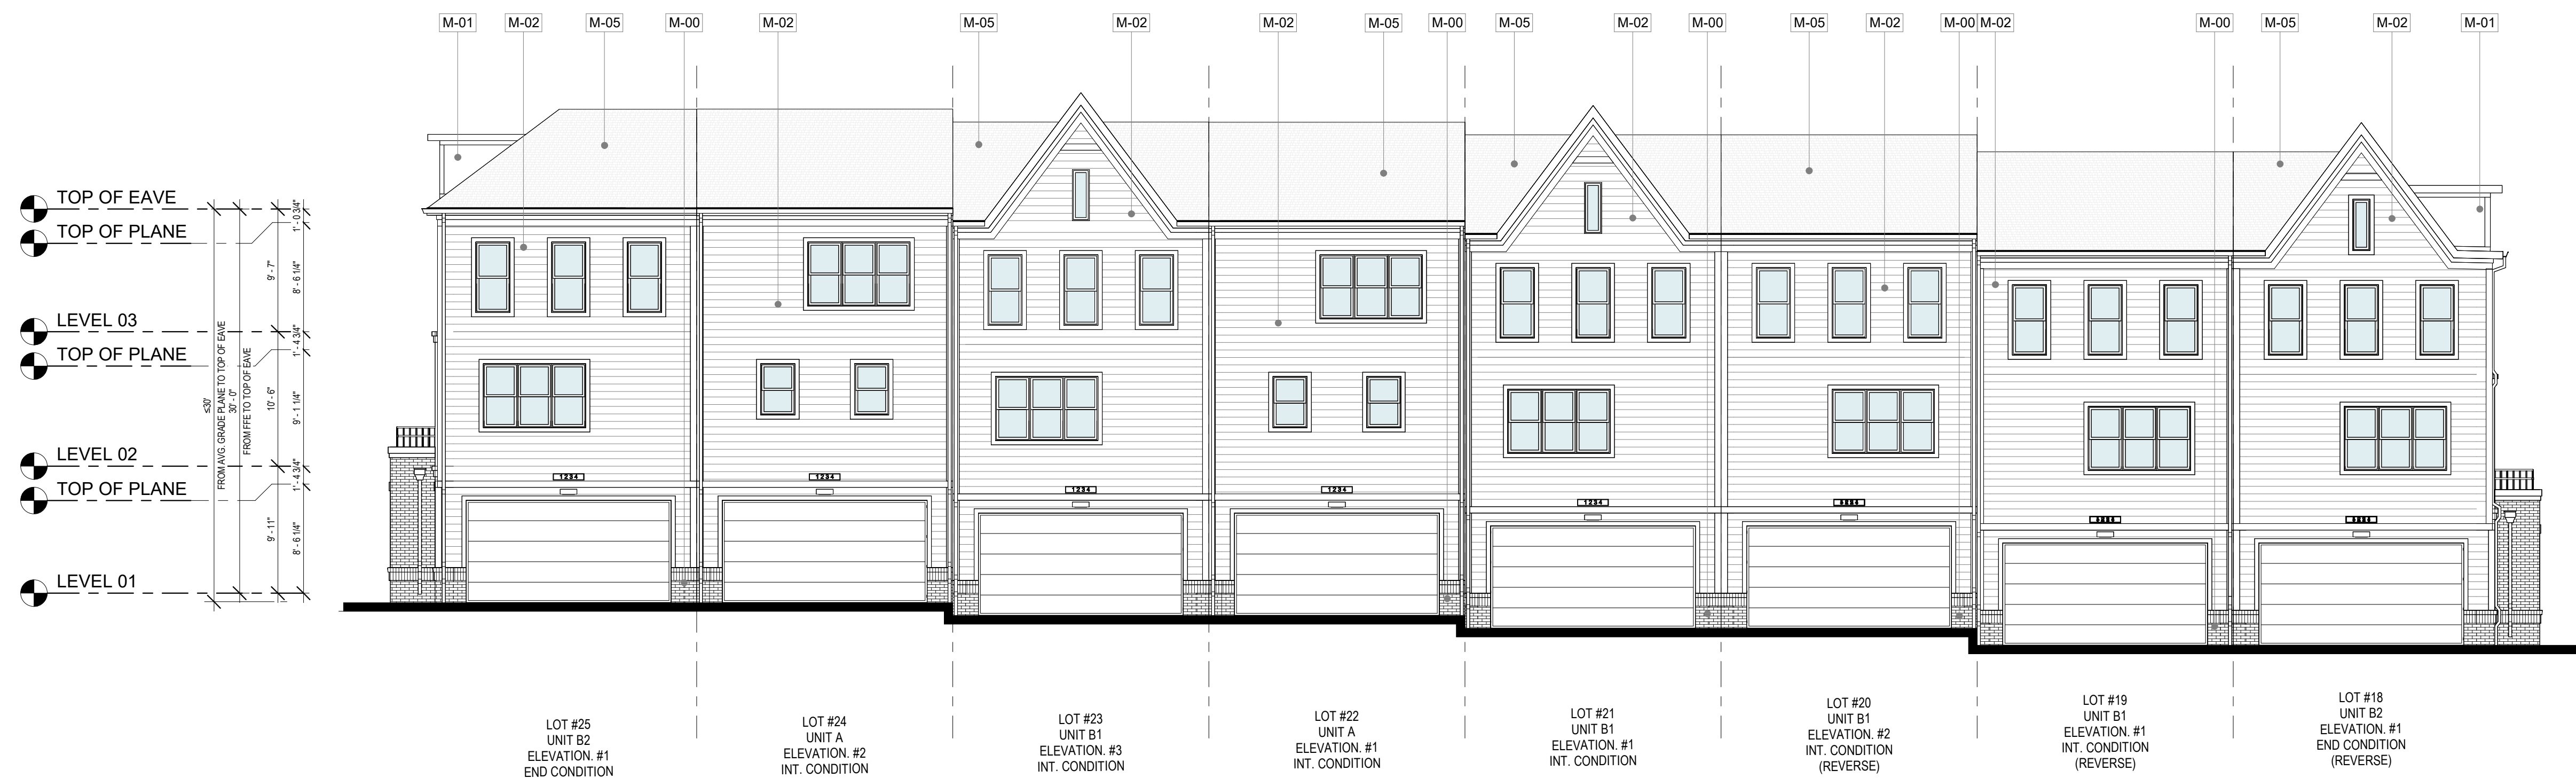 M-01 M-02 M-05 M-00 M-02 M-05 M-02 M-02 M-05 M-00 M-05 M-02 M-00 M-05 M-02 M-00 M-02 M-00 M-05 M-02 M-01
TOP OF EAVE
TOP OF PLANE
LEVEL 03
TOP OF PLANE
LEVEL 02
TOP OF PLANE
LEVEL 01
≤30'
FROM AVG. GRADE PLANE TO TOP OF EAVE
30' - 0"
FROM FFE TO TOP OF EAVE
9' - 7"
10' - 6"
9' - 11"
1' - 0 3/4"
8' - 6 1/4"
1' - 4 3/4"
9' - 1 1/4"
1' - 4 3/4"
8' - 6 1/4"
1234
1234
1234
1234
1234
LOT #25
UNIT B2
ELEVATION. #1
END CONDITION
LOT #24
UNIT A
ELEVATION. #2
INT. CONDITION
LOT #23
UNIT B1
ELEVATION. #3
INT. CONDITION
LOT #22
UNIT A
ELEVATION. #1
INT. CONDITION
LOT #21
UNIT B1
ELEVATION. #1
INT. CONDITION
LOT #20
UNIT B1
ELEVATION. #2
INT. CONDITION
(REVERSE)
LOT #19
UNIT B1
ELEVATION. #1
INT. CONDITION
(REVERSE)
LOT #18
UNIT B2
ELEVATION. #1
END CONDITION
(REVERSE)